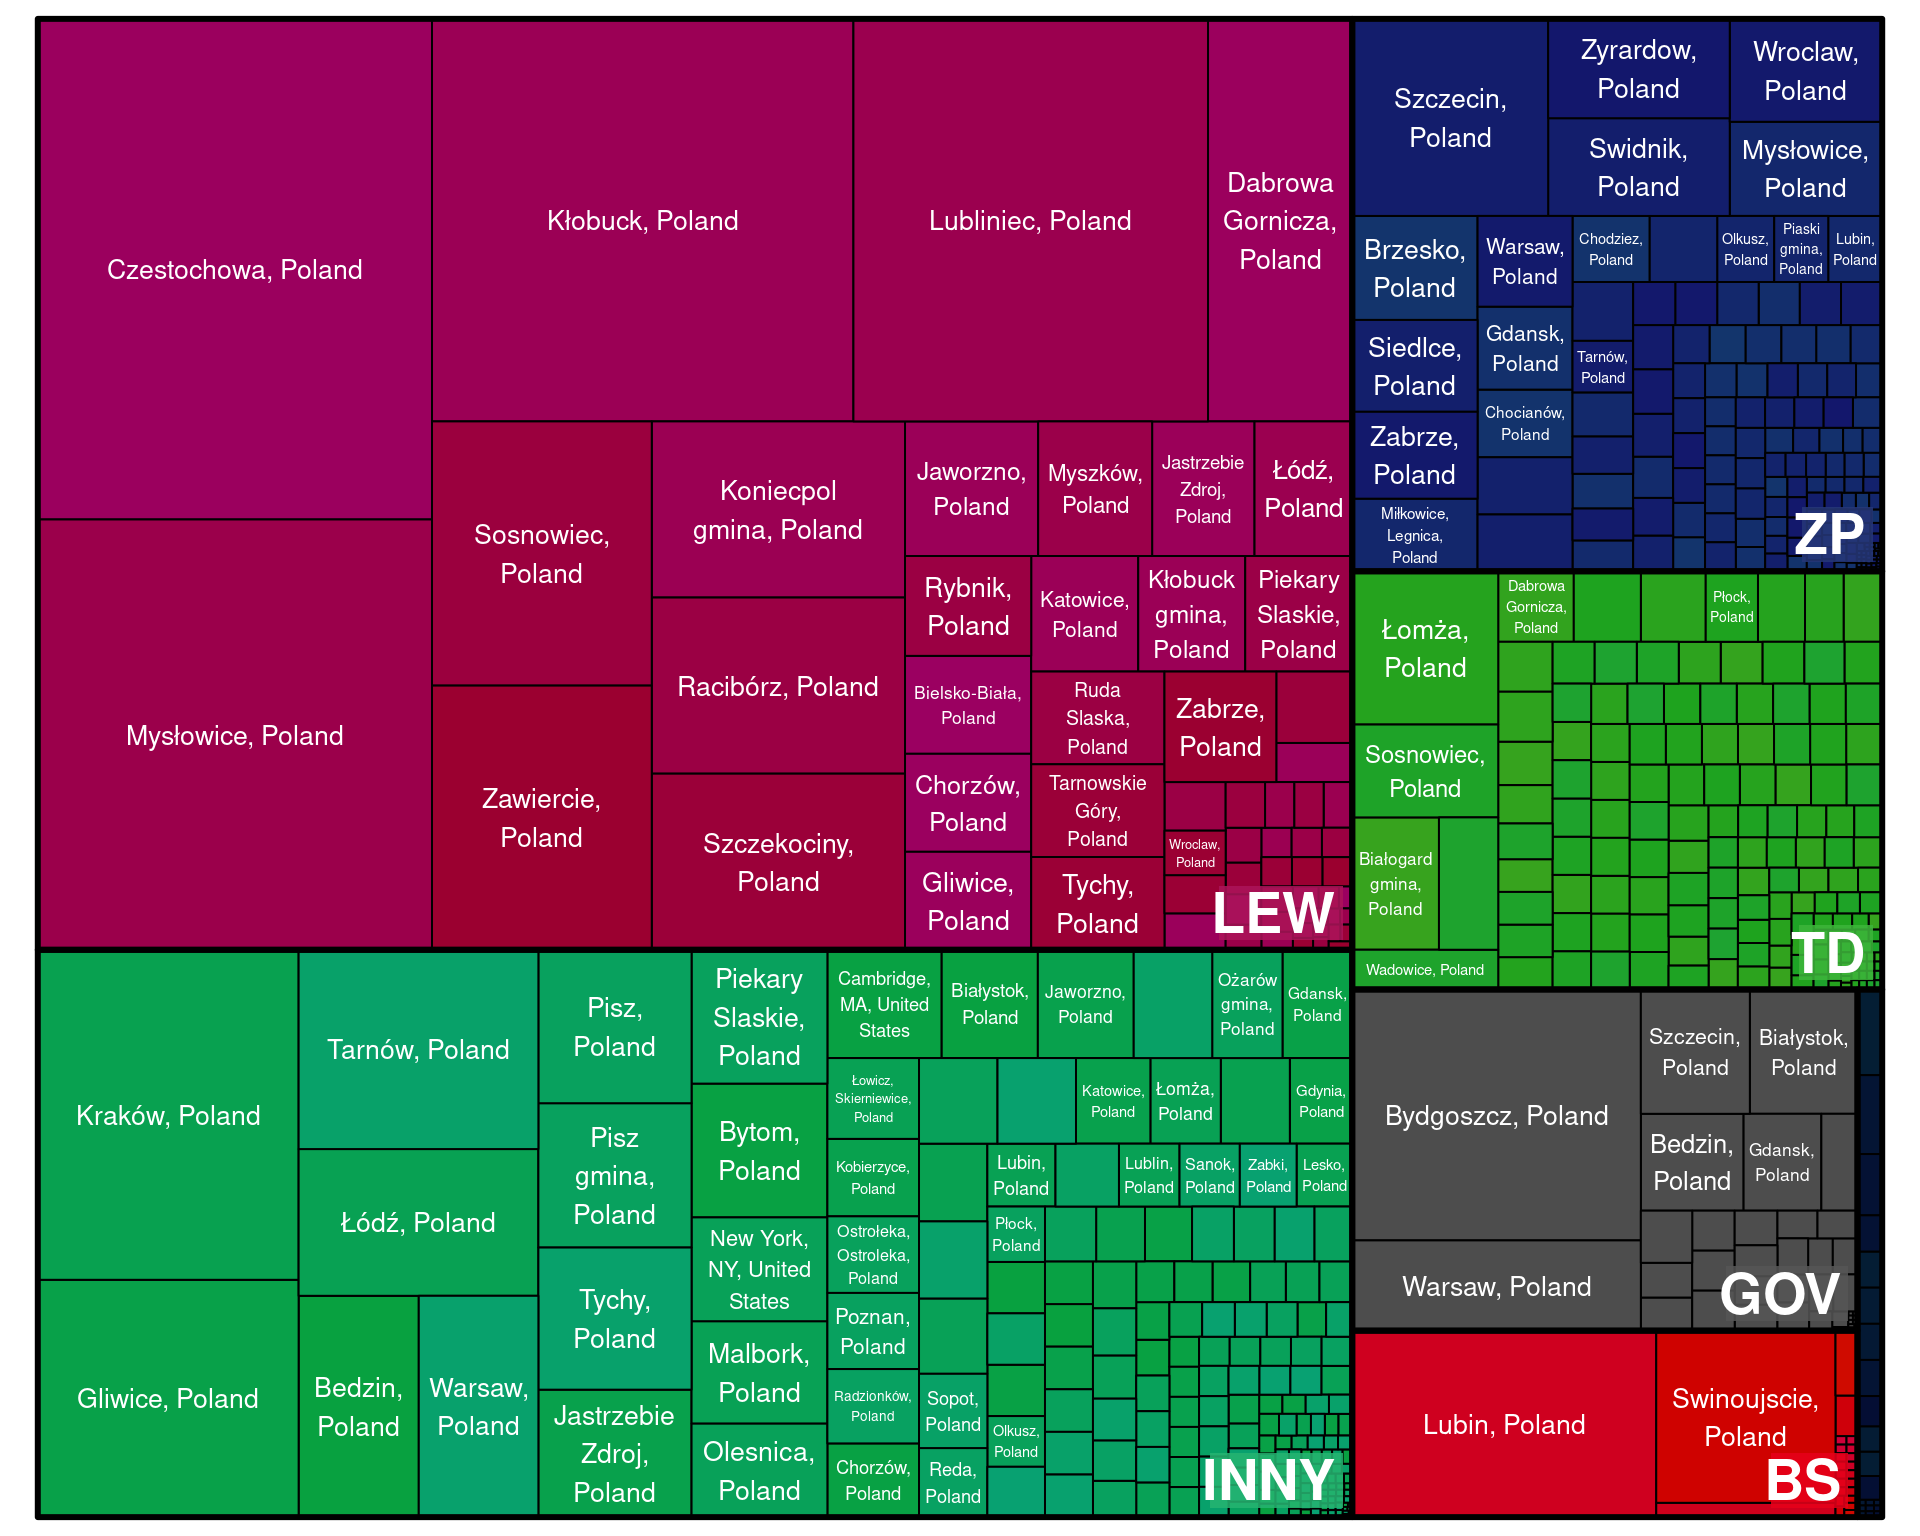 Czestochowa, Poland
Mysłowice, Poland
Kłobuck, Poland
Lubliniec, Poland
Dabrowa
Gornicza,
Poland
Sosnowiec,
Poland
Zawiercie,
Poland
Koniecpol
gmina, Poland
Racibórz, Poland
Szczekociny,
Poland
Jaworzno,
Poland
Myszków,
Poland
Jastrzebie
Zdroj,
Poland
Łódź,
Poland
Rybnik,
Poland
Bielsko-Biała,
Poland
Chorzów,
Poland
Gliwice,
Poland
Katowice,
Poland
Kłobuck
gmina,
Poland
Piekary
Slaskie,
Poland
Ruda
Slaska,
Poland
Tarnowskie
Góry,
Poland
Tychy,
Poland
Zabrze,
Poland
Wroclaw,
Poland
LEW
Szczecin,
Poland
Zyrardow,
Poland
Wroclaw,
Poland
Swidnik,
Poland
Mysłowice,
Poland
Brzesko,
Poland
Siedlce,
Poland
Zabrze,
Poland
Miłkowice,
Legnica,
Poland
Warsaw,
Poland
Gdansk,
Poland
Chocianów,
Poland
Chodziez,
Poland
Olkusz,
Poland
Piaski
gmina,
Poland
Lubin,
Poland
Tarnów,
Poland
ZP
Łomża,
Poland
Sosnowiec,
Poland
Białogard
gmina,
Poland
Wadowice, Poland
Dabrowa
Gornicza,
Poland
Płock,
Poland
TD
Kraków, Poland
Gliwice, Poland
Tarnów, Poland
Łódź, Poland
Bedzin,
Poland
Warsaw,
Poland
Pisz,
Poland
Pisz
gmina,
Poland
Tychy,
Poland
Jastrzebie
Zdroj,
Poland
Piekary
Slaskie,
Poland
Bytom,
Poland
New York,
NY, United
States
Malbork,
Poland
Olesnica,
Poland
Cambridge,
MA, United
States
Białystok,
Poland
Jaworzno,
Poland
Ożarów
gmina,
Poland
Gdansk,
Poland
Łowicz,
Skierniewice,
Poland
Kobierzyce,
Poland
Ostrołeka,
Ostroleka,
Poland
Poznan,
Poland
Radzionków,
Poland
Chorzów,
Poland
Katowice,
Poland
Łomża,
Poland
Gdynia,
Poland
Lubin,
Poland
Lublin,
Poland
Sanok,
Poland
Zabki,
Poland
Lesko,
Poland
Płock,
Poland
Sopot,
Poland
Reda,
Poland
Olkusz,
Poland
INNY
Bydgoszcz, Poland
Warsaw, Poland
Szczecin,
Poland
Białystok,
Poland
Bedzin,
Poland
Gdansk,
Poland
GOV
Lubin, Poland
Swinoujscie,
Poland
BS